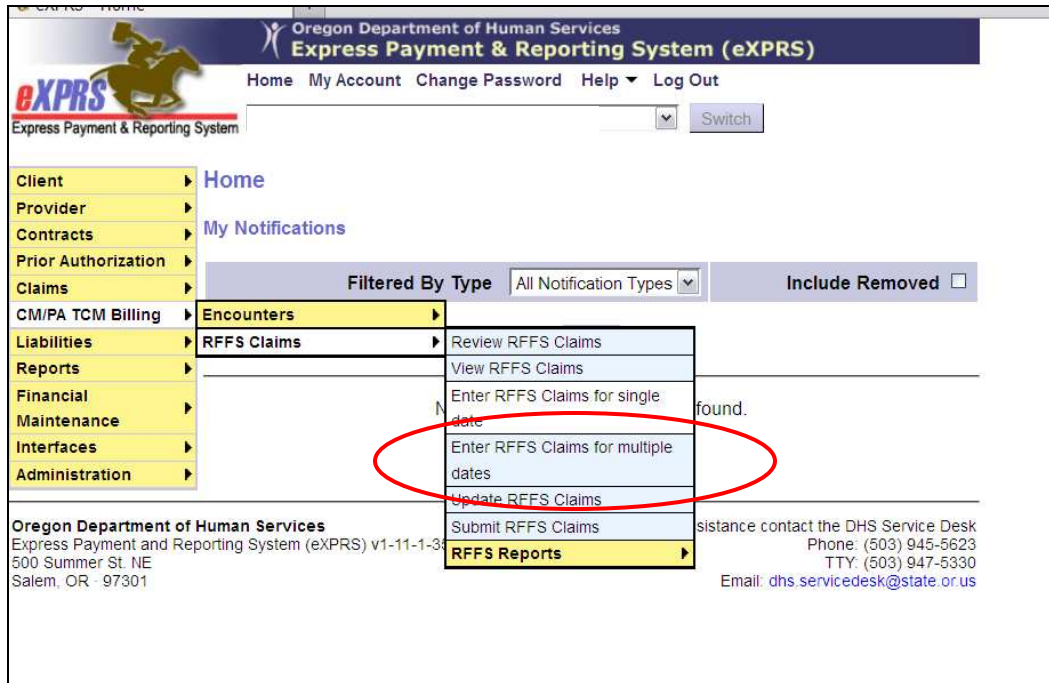 eXPRS - Home
Oregon Department of Human Services
Express Payment & Reporting System (eXPRS)
Home My Account Change Password Help Log Out
eXPRS
Express Payment & Reporting System
Switch
Client
Provider
Contracts
Prior Authorization
Claims
CM/PA TCM Billing
Liabilities
Reports
Financial
Maintenance
Interfaces
Administration
Home
My Notifications
Filtered By Type All Notification Types Include Removed
Encounters
RFFS Claims
Review RFFS Claims
View RFFS Claims
Enter RFFS Claims for single
date
Enter RFFS Claims for multiple
dates
Update RFFS Claims
Submit RFFS Claims
RFFS Reports
N found.
Oregon Department of Human Services
Express Payment and Reporting System (eXPRS) v1-11-1-35
500 Summer St. NE
Salem, OR 97301
sistance contact the DHS Service Desk
Phone: (503) 945-5623
TTY: (503) 947-5330
Email: dhs.servicedesk@state.or.us